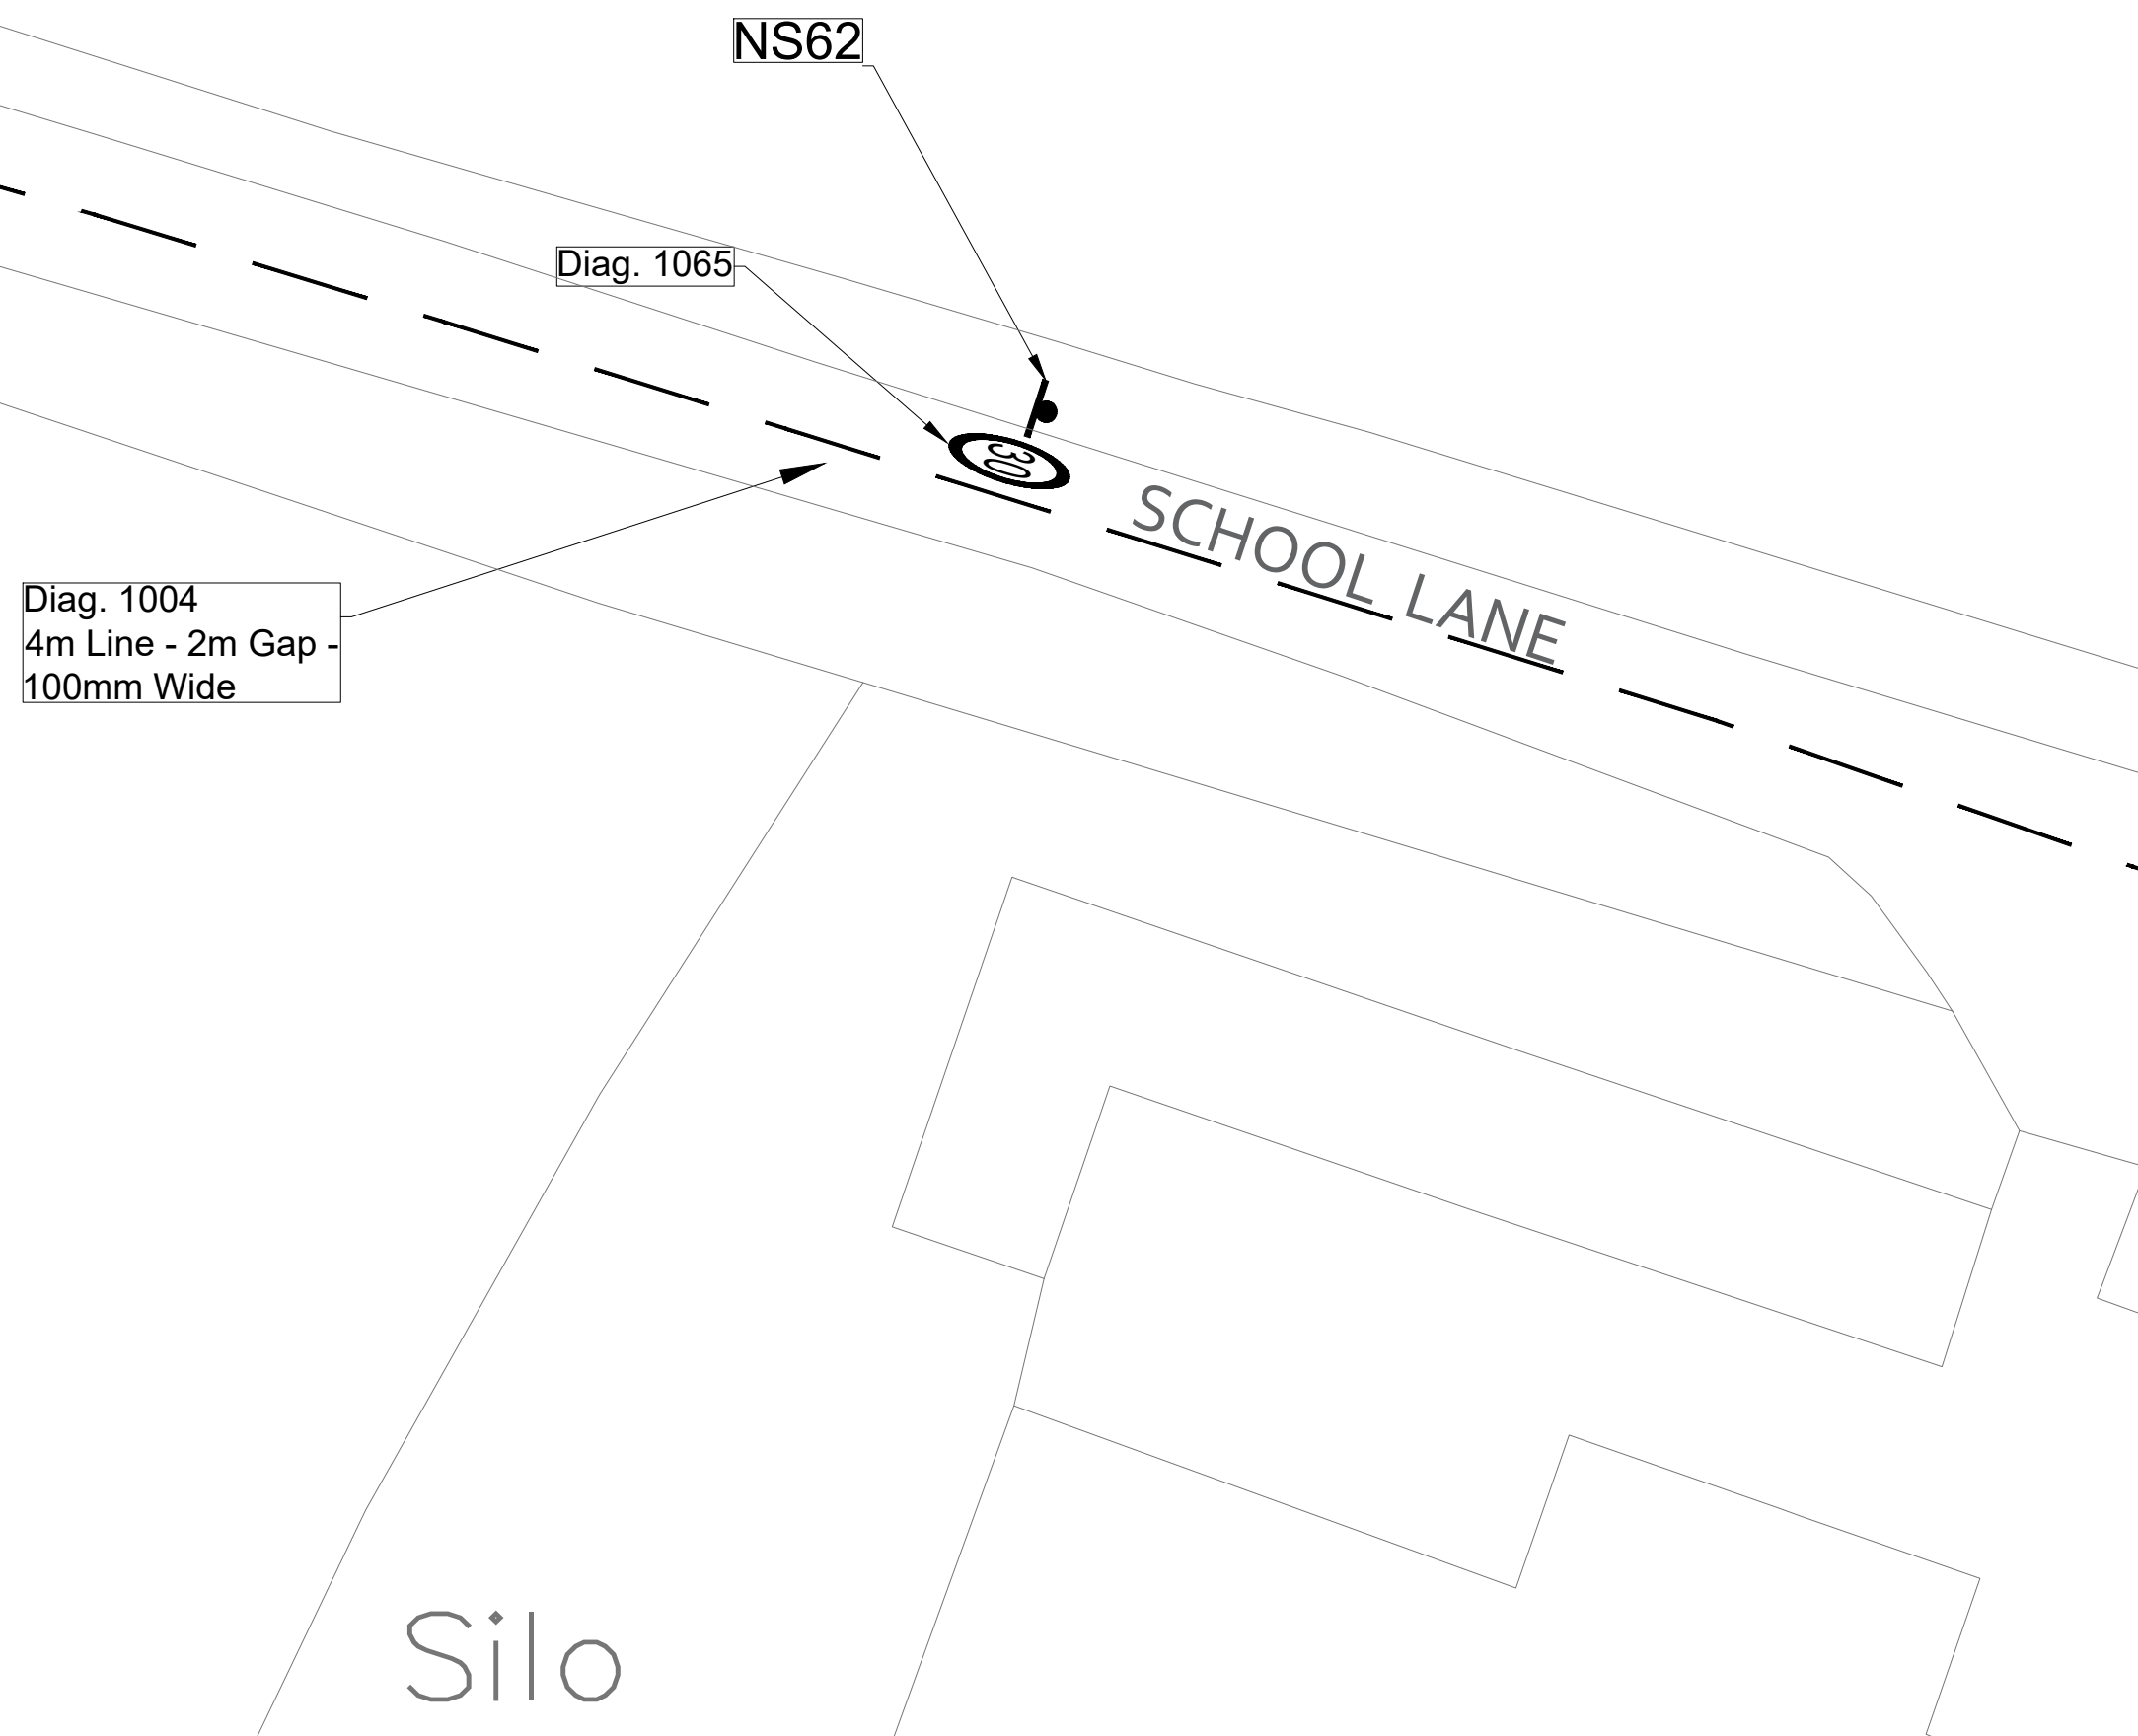 NS62
Diag. 1065
30
SCHOOL LANE
Diag. 1004
4m Line - 2m Gap -
100mm Wide
Silo